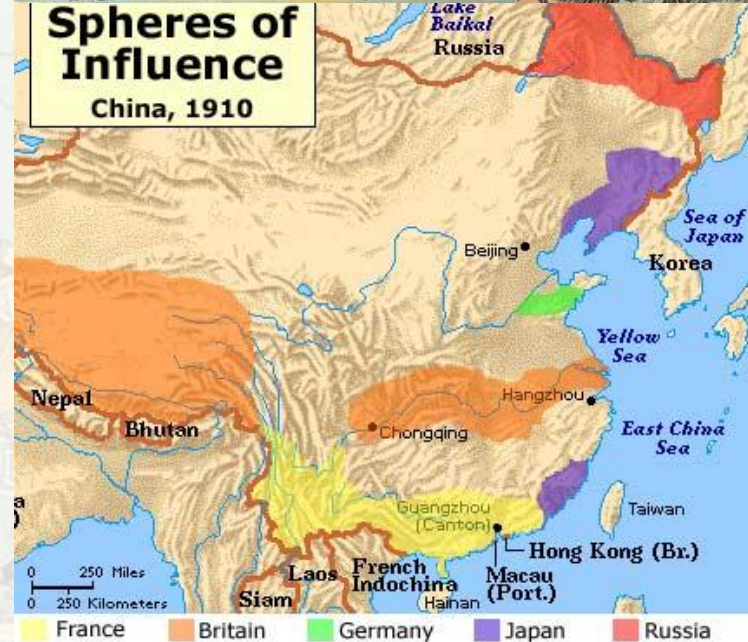 Spheres of
Influence
China, 1910
Lake
Baikal
Russia
Sea of
Japan
Beijing
Korea
Yellow
Sea
Nepal
Bhutan
Hangzhou
Chongqing
East China
Sea
Guangzhou
(Canton)
Taiwan
Hong Kong (Br.)
Macau
(Port.)
Laos
French
Indochina
Siam
Hainan
0 250 Miles
0 250 Kilometers
France Britain Germany Japan Russia